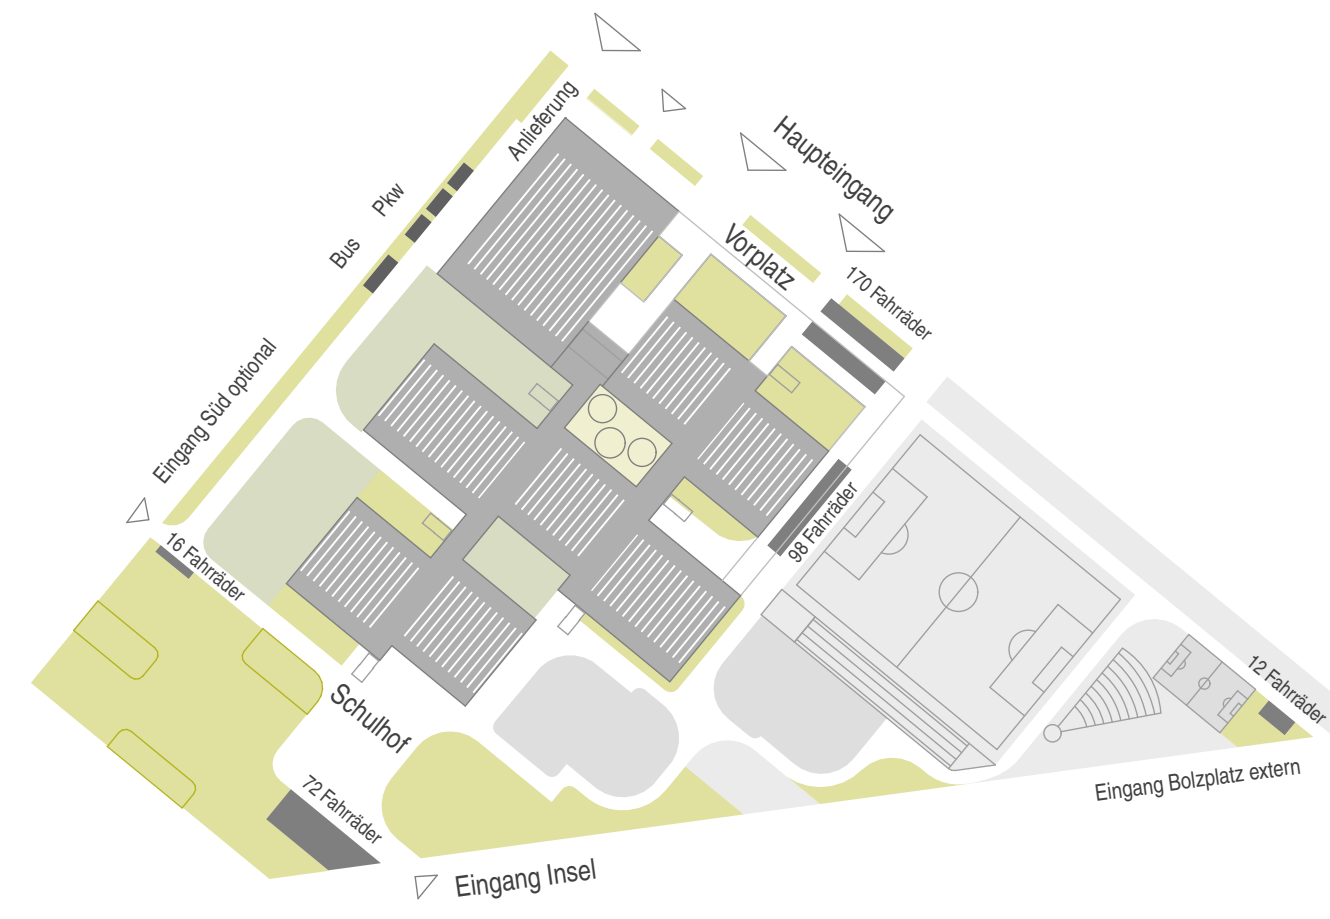 Anlieferung
Haupteingang
Pkw
Vorplatz
Bus
170 Fahrräder
Eingang Süd optional
98 Fahrräder
16 Fahrräder
12 Fahrräder
Schulhof
72 Fahrräder
Eingang Bolzplatz extern
Eingang Insel